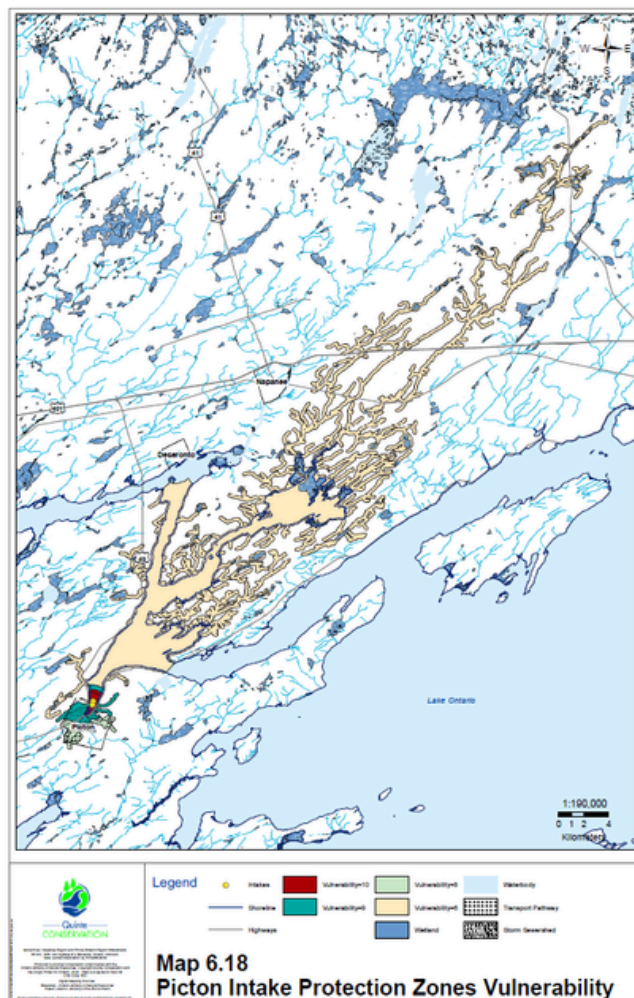 N
W E
S
41
41
Napanee
401
Deseronto
49
Picton
Lake Ontario
1:190,000
0 1 2 4
Kilometers
Quinte
CONSERVATION
Legend
Intakes
Shoreline
Highways
Vulnerability=10
Vulnerability=9
Vulnerability=8
Vulnerability=6
Wetland
Waterbody
Transport Pathway
Storm Sewershed
Map 6.18
Picton Intake Protection Zones Vulnerability